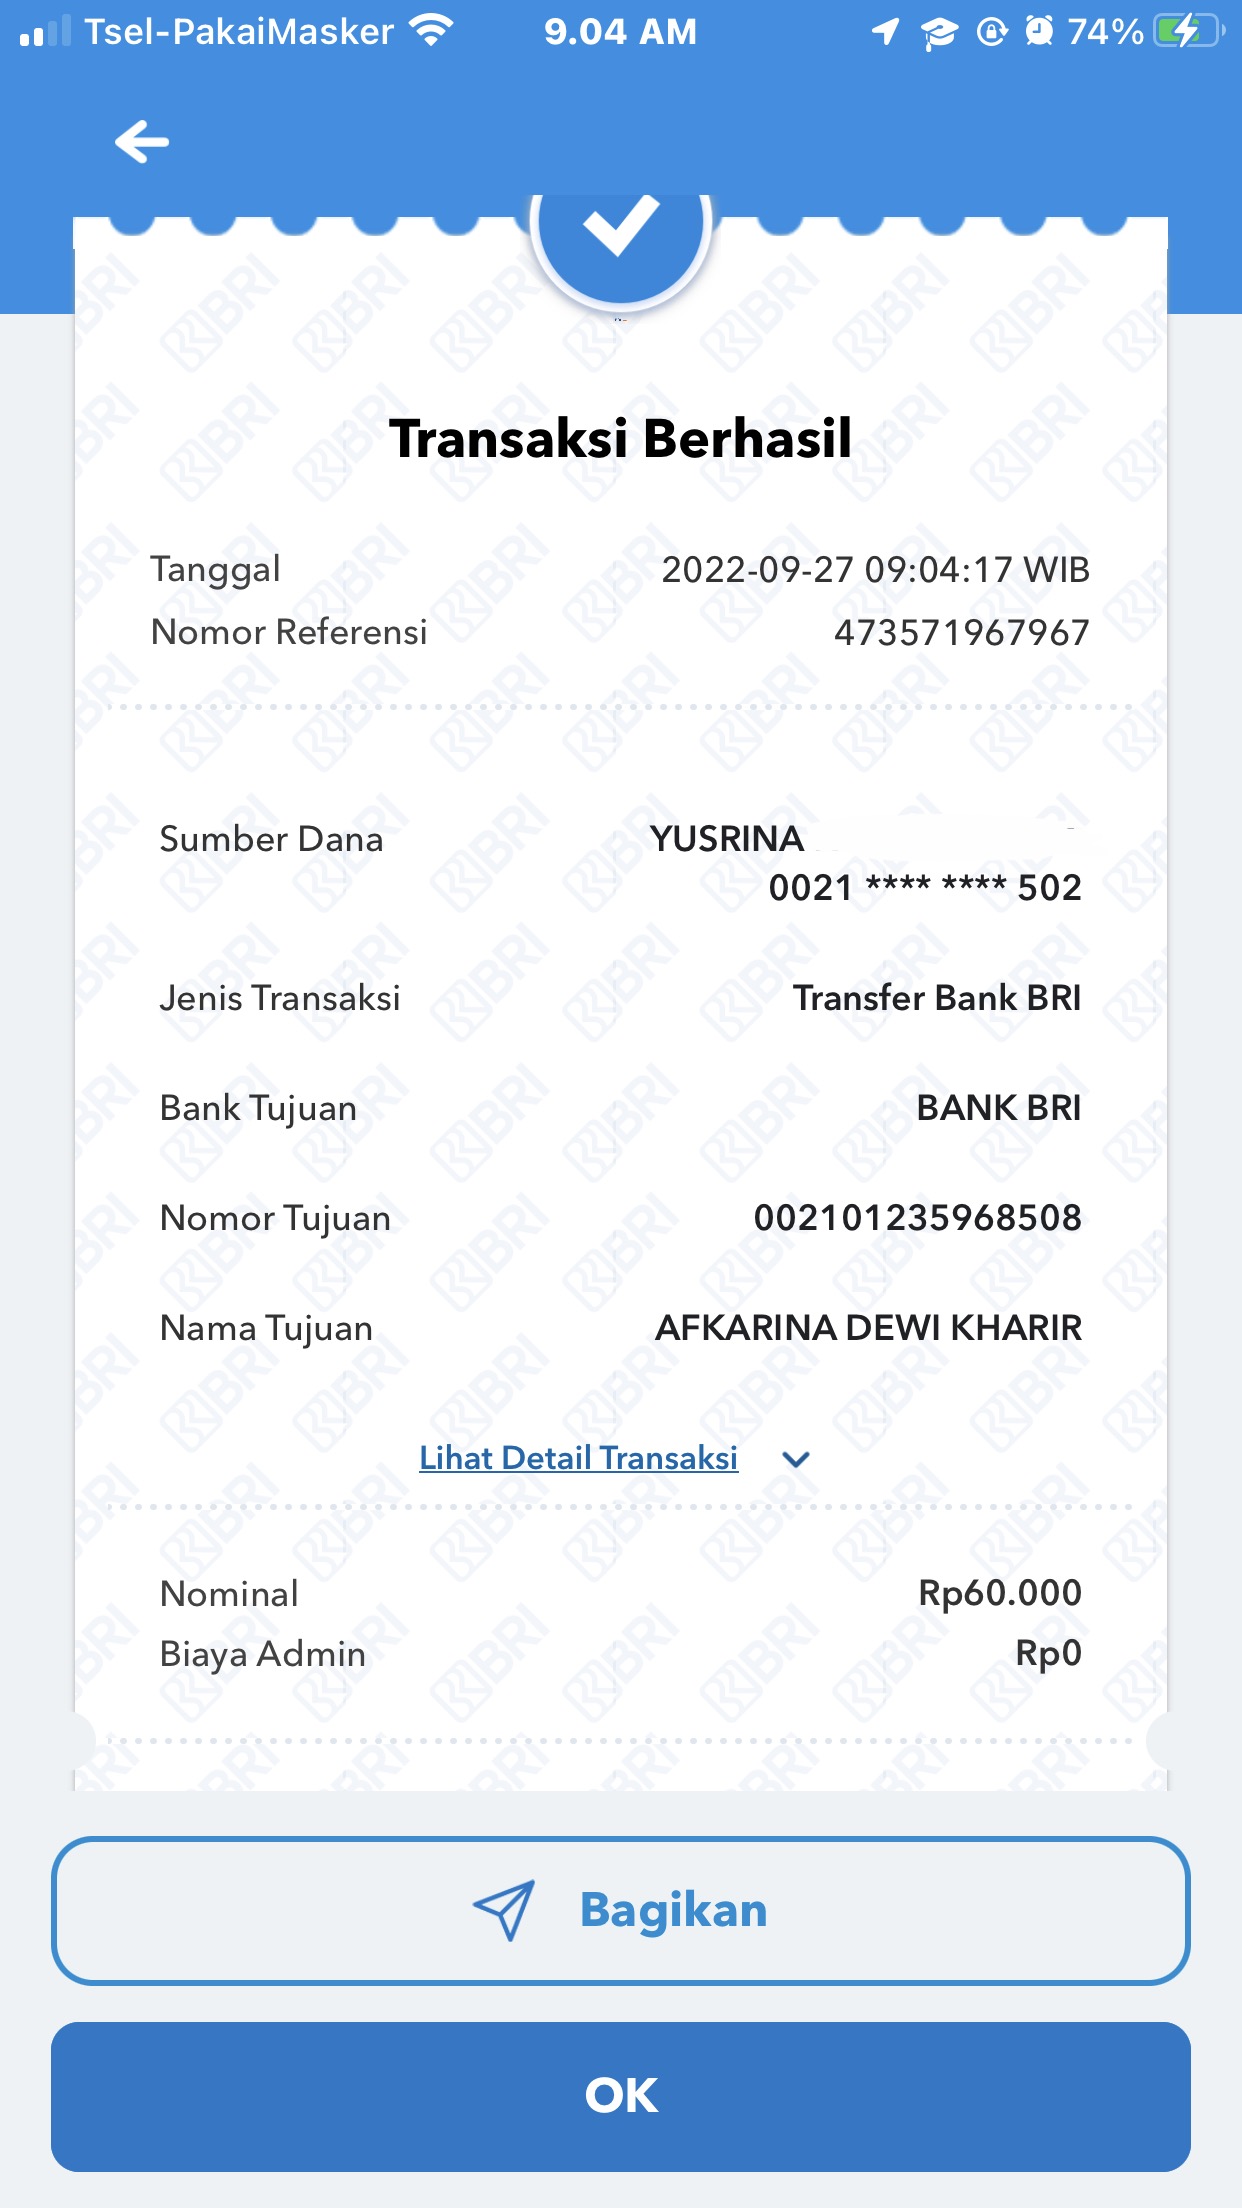 Tsel-PakaiMasker 9.04 AM 74%
Transaksi Berhasil
Tanggal 2022-09-27 09:04:17 WIB
Nomor Referensi 473571967967
Sumber Dana YUSRINA
0021 **** **** 502
Jenis Transaksi Transfer Bank BRI
Bank Tujuan BANK BRI
Nomor Tujuan 002101235968508
Nama Tujuan AFKARINA DEWI KHARIR
Lihat Detail Transaksi
Nominal Rp60.000
Biaya Admin Rp0
Bagikan
OK